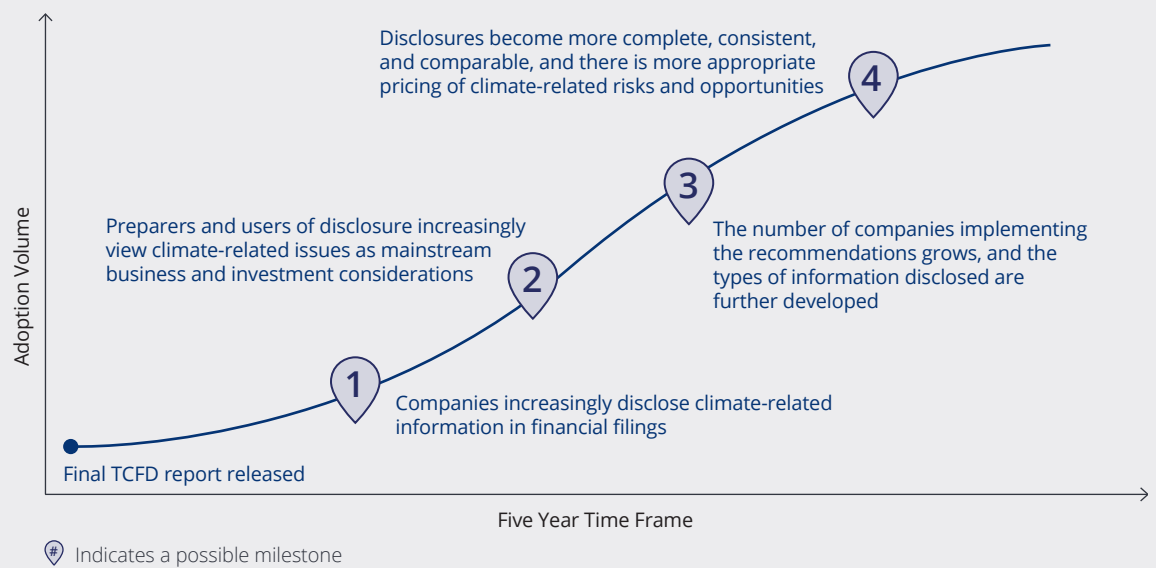 Disclosures become more complete, consistent,
and comparable, and there is more appropriate
pricing of climate-related risks and opportunities
4
3
Preparers and users of disclosure increasingly
view climate-related issues as mainstream
business and investment considerations
The number of companies implementing
the recommendations grows, and the
types of information disclosed are
further developed
2
Adoption Volume
1
Companies increasingly disclose climate-related
information in financial filings
Final TCFD report released
Five Year Time Frame
# Indicates a possible milestone